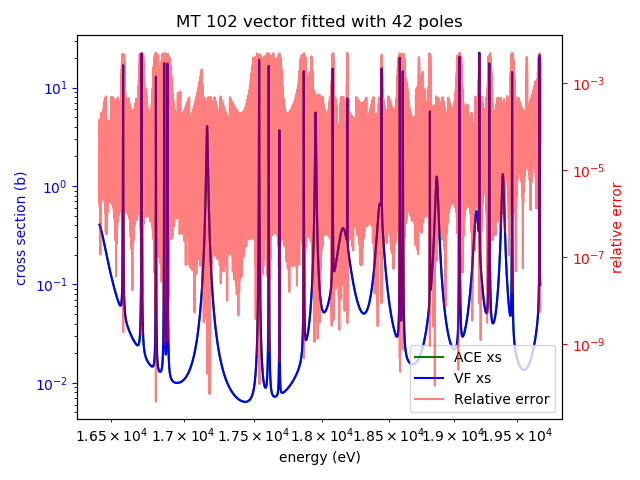 MT 102 vector fitted with 42 poles
cross section (b)
10¹
10⁰
10⁻¹
10⁻²
10⁻³
10⁻⁵
10⁻⁷
10⁻⁹
relative error
ACE xs
VF xs
Relative error
1.65 × 10⁴ 1.7 × 10⁴ 1.75 × 10⁴ 1.8 × 10⁴ 1.85 × 10⁴ 1.9 × 10⁴ 1.95 × 10⁴
energy (eV)